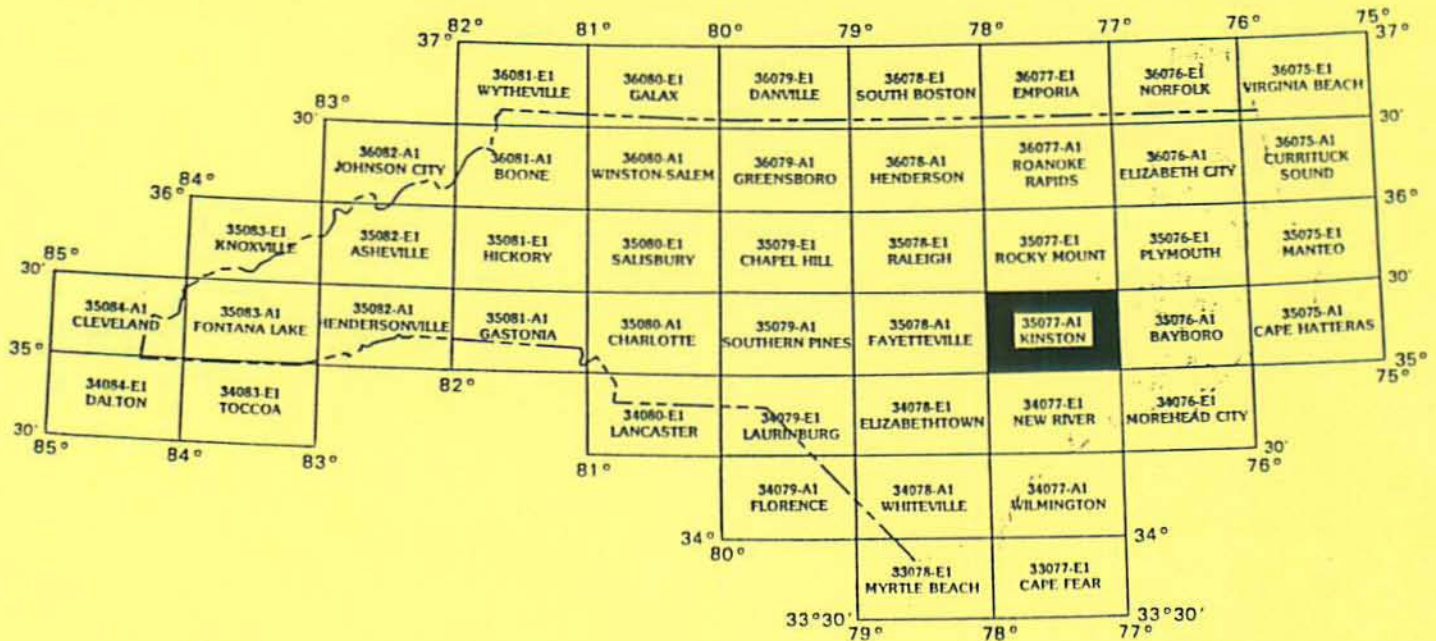 82° 81° 80° 79° 78° 77° 76° 75°
37° 37°
36081-E1 36080-E1 36079-E1 36078-E1 36077-E1 36076-E1 36075-E1
WYTHEVILLE GALAX DANVILLE SOUTH BOSTON EMPORIA NORFOLK VIRGINIA BEACH
83°
30' 30'
36082-A1 36081-A1 36080-A1 36079-A1 36078-A1 36077-A1 36076-A1 36075-A1
JOHNSON CITY BOONE WINSTON-SALEM GREENSBORO HENDERSON ROANOKE ELIZABETH CITY CURRITUCK
RAPIDS SOUND
84°
36° 36°
35083-E1 35082-E1 35081-E1 35080-E1 35079-E1 35078-E1 35077-E1 35076-E1 35075-E1
KNOXVILLE ASHEVILLE HICKORY SALISBURY CHAPEL HILL RALEIGH ROCKY MOUNT PLYMOUTH MANTEO
85°
30' 30'
35084-A1 35083-A1 35082-A1 35081-A1 35080-A1 35079-A1 35078-A1 35077-A1 35076-A1 35075-A1
CLEVELAND FONTANA LAKE HENDERSONVILLE GASTONIA CHARLOTTE SOUTHERN PINES FAYETTEVILLE KINSTON BAYBORO CAPE HATTERAS
35° 35°
82° 75°
34084-E1 34083-E1 34080-E1 34079-E1 34078-E1 34077-E1 34076-E1
DALTON TOCCOA LANCASTER LAURINBURG ELIZABETHTOWN NEW RIVER MOREHEAD CITY
30' 30'
85° 84° 83° 81° 76°
34079-A1 34078-A1 34077-A1
FLORENCE WHITEVILLE WILMINGTON
34° 34°
80°
33078-E1 33077-E1
MYRTLE BEACH CAPE FEAR
33°30' 33°30'
79° 78° 77°